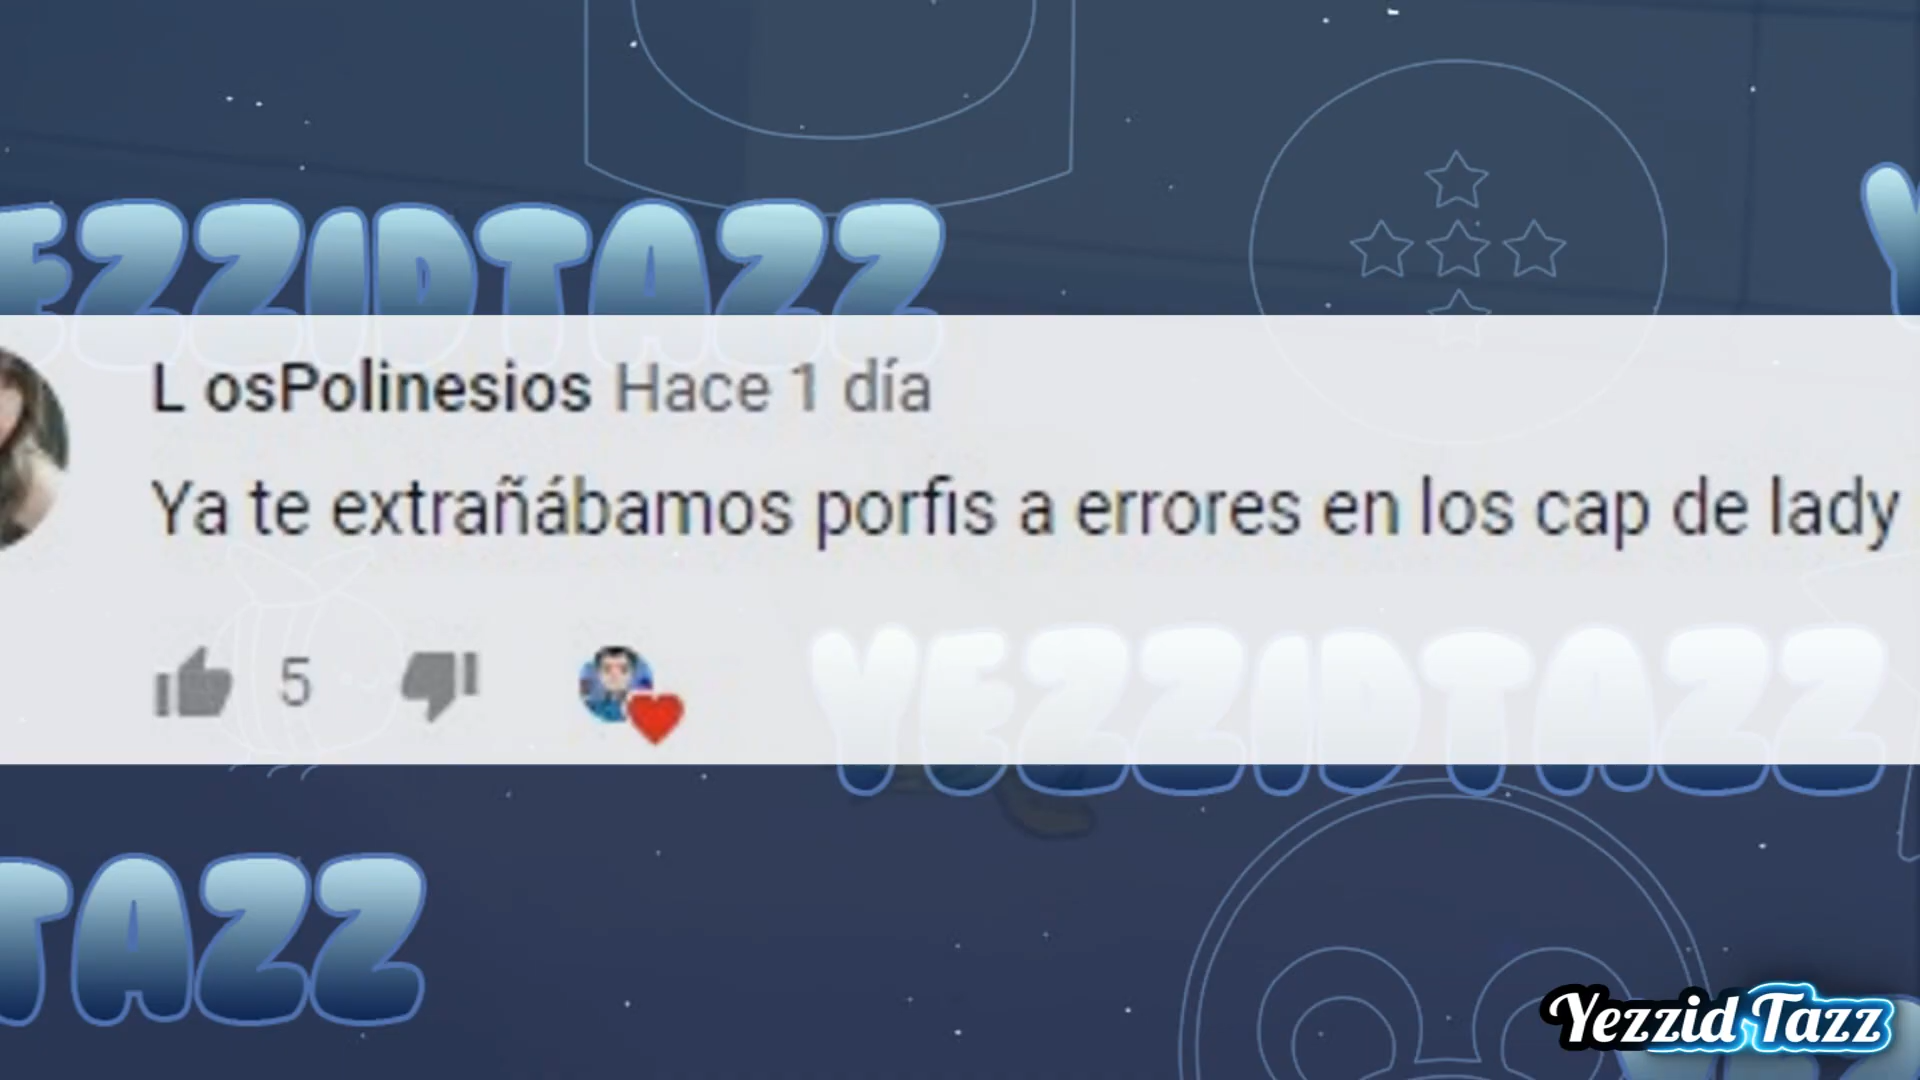 EZZIDTAZZ
L osPolinesios Hace 1 día
Ya te extrañábamos porfis a errores en los cap de lady
5
YEZZIDTAZZ
TAZZ
Yezzid Tazz